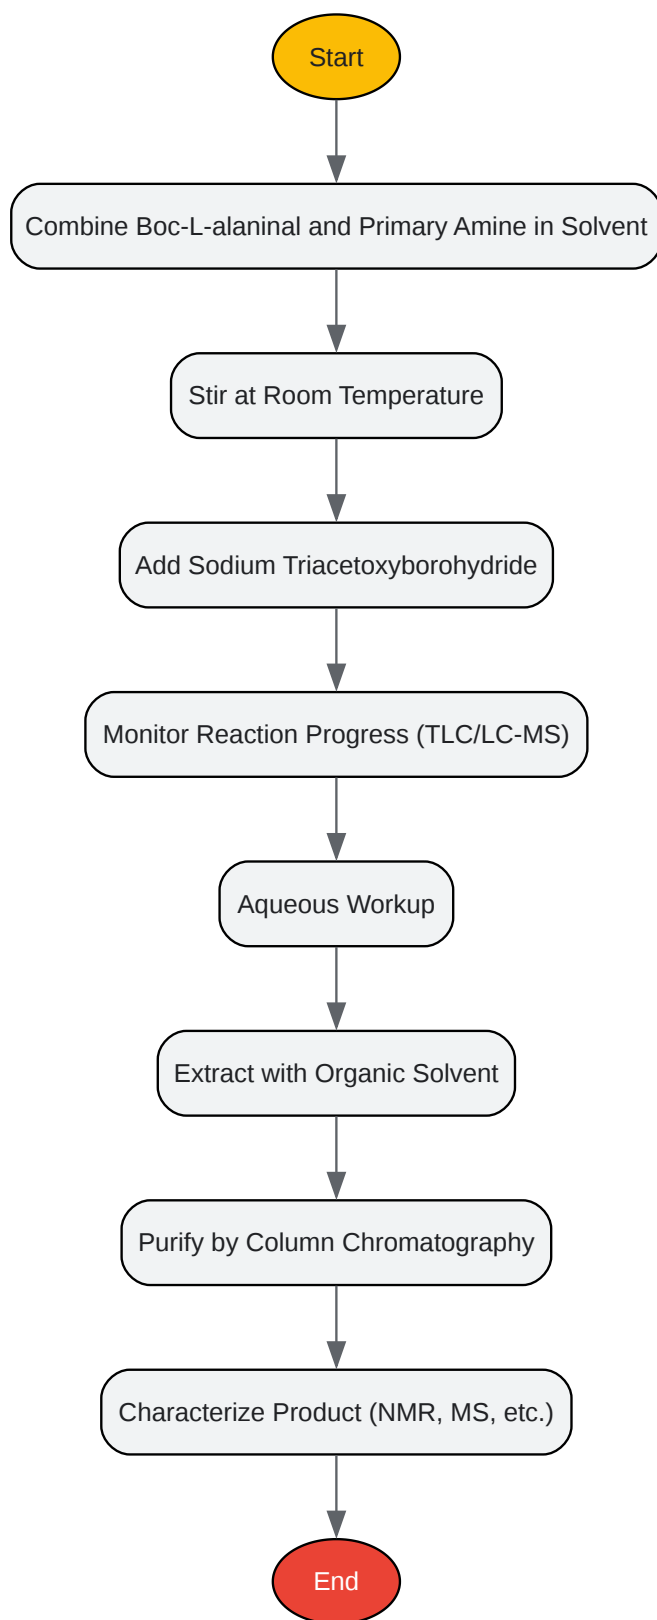 Start
Combine Boc-L-alaninal and Primary Amine in Solvent
Stir at Room Temperature
Add Sodium Triacetoxyborohydride
Monitor Reaction Progress (TLC/LC-MS)
Aqueous Workup
Extract with Organic Solvent
Purify by Column Chromatography
Characterize Product (NMR, MS, etc.)
End